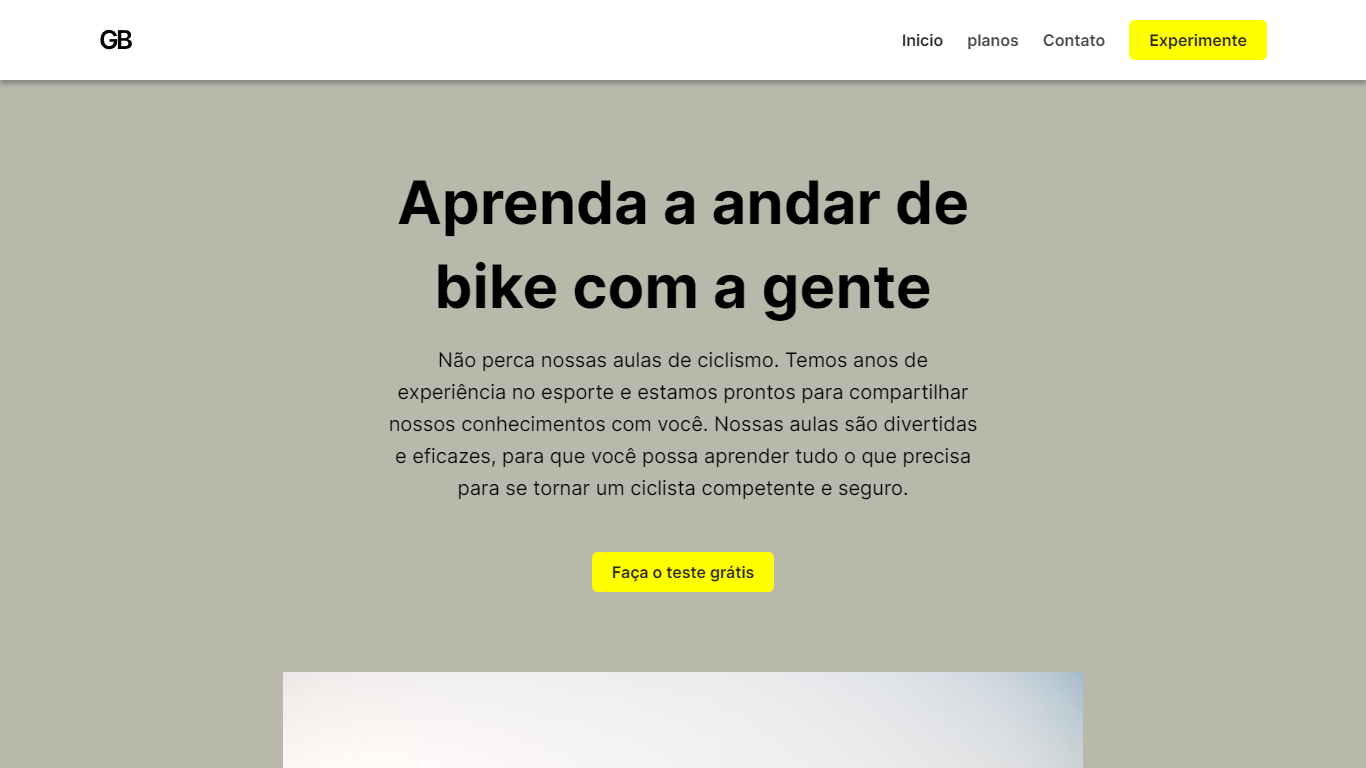 GB
Inicio planos Contato Experimente
Aprenda a andar de
bike com a gente
Não perca nossas aulas de ciclismo. Temos anos de
experiência no esporte e estamos prontos para compartilhar
nossos conhecimentos com você. Nossas aulas são divertidas
e eficazes, para que você possa aprender tudo o que precisa
para se tornar um ciclista competente e seguro.
Faça o teste grátis